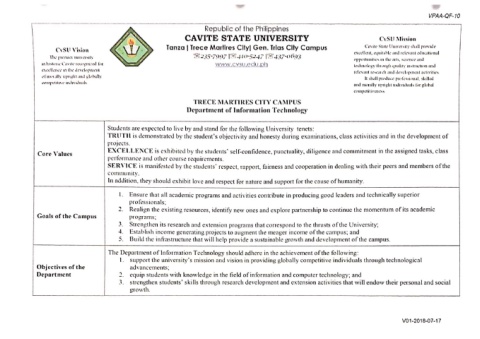 VPAA-QF-10
Republic of the Philippines
CAVITE STATE UNIVERSITY
Tanza | Trece Martires City| Gen. Trias City Campus
www.cvsu.edu.ph
CvSU Vision
The premier university
in historic Cavite recognized for
excellence in the development
of morally upright and globally
competitive individuals.
CvSU Mission
Cavite State University shall provide
excellent, equitable and relevant educational
opportunities in the arts, science and
technology through quality instruction and
relevant research and development activities.
It shall produce professional, skilled
and morally upright individuals for global
competitiveness.
TRECE MARTIRES CITY CAMPUS
Department of Information Technology
Core Values
Students are expected to live by and stand for the following University tenets:
TRUTH is demonstrated by the student's objectivity and honesty during examinations, class activities and in the development of
projects.
EXCELLENCE is exhibited by the students' self-confidence, punctuality, diligence and commitment in the assigned tasks, class
performance and other course requirements.
SERVICE is manifested by the students' respect, rapport, fairness and cooperation in dealing with their peers and members of the
community.
In addition, they should exhibit love and respect for nature and support for the cause of humanity.
Goals of the Campus
1. Ensure that all academic programs and activities contribute in producing good leaders and technically superior
professionals;
2. Realign the existing resources, identify new ones and explore partnership to continue the momentum of its academic
programs;
3. Strengthen its research and extension programs that correspond to the threats of the University;
4. Establish income generating projects to augment the meager income of the campus; and
5. Build the infrastructure that will help provide a sustainable growth and development of the campus.
Objectives of the
Department
The Department of Information Technology should adhere in the achievement of the following:
1. support the university's mission and vision in providing globally competitive individuals through technological
advancements;
2. equip students with knowledge in the field of information and computer technology; and
3. strengthen students' skills through research development and extension activities that will endow their personal and social
growth.
V01-2018-07-17